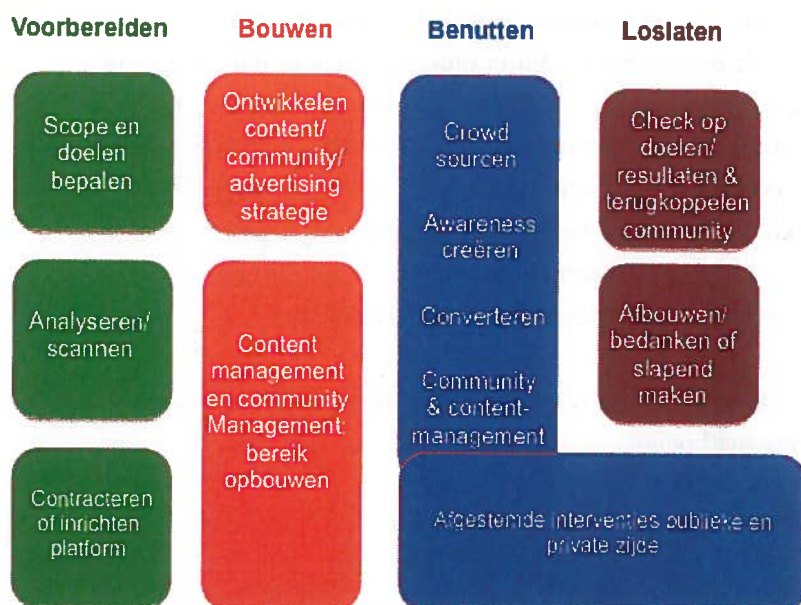 Voorbereiden
Scope en
doelen
bepalen
Analyseren/
scannen
Contracteren
of inrichten
platform
Bouwen
Ontwikkelen
content/
community/
advertising
strategie
Content
management
en community
Management:
bereik
opbouwen
Benutten
Crowd
sourcen
Awareness
creëren
Converteren
Community
& content-
management
Afgestemde interventies publieke en
private zijde
Loslaten
Check op
doelen/
resultaten &
terugkoppelen
community
Afbouwen/
bedanken of
slapend
maken